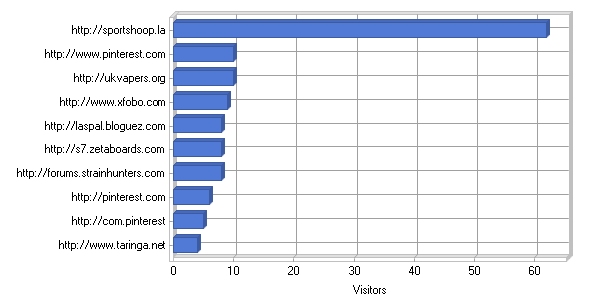 http://sportshoop.la
http://www.pinterest.com
http://ukvapers.org
http://www.xfobo.com
http://laspal.bloguez.com
http://s7.zetaboards.com
http://forums.strainhunters.com
http://pinterest.com
http://com.pinterest
http://www.taringa.net
0 10 20 30 40 50 60
Visitors